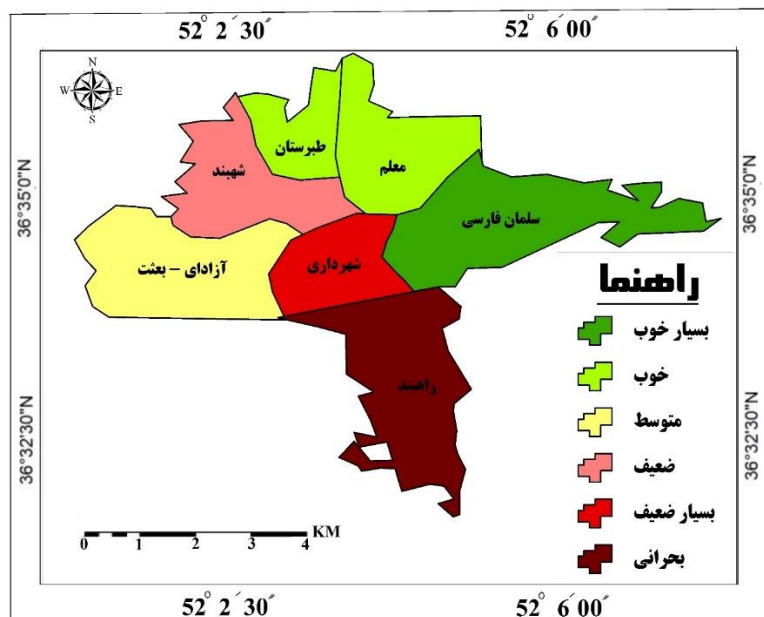 52° 2´ 30˝ 52° 6´ 00˝
N
W E
S
36°35'0"N
36°35'0"N
طبرستان
معلم
شهبند
سلمان فارسی
آزادای - بعثت
شهرداری
راهبند
راهنما
بسیار خوب
خوب
متوسط
ضعیف
بسیار ضعیف
بحرانی
36°32'30"N
36°32'30"N
KM
0 1 2 3 4
52° 2´ 30˝ 52° 6´ 00˝